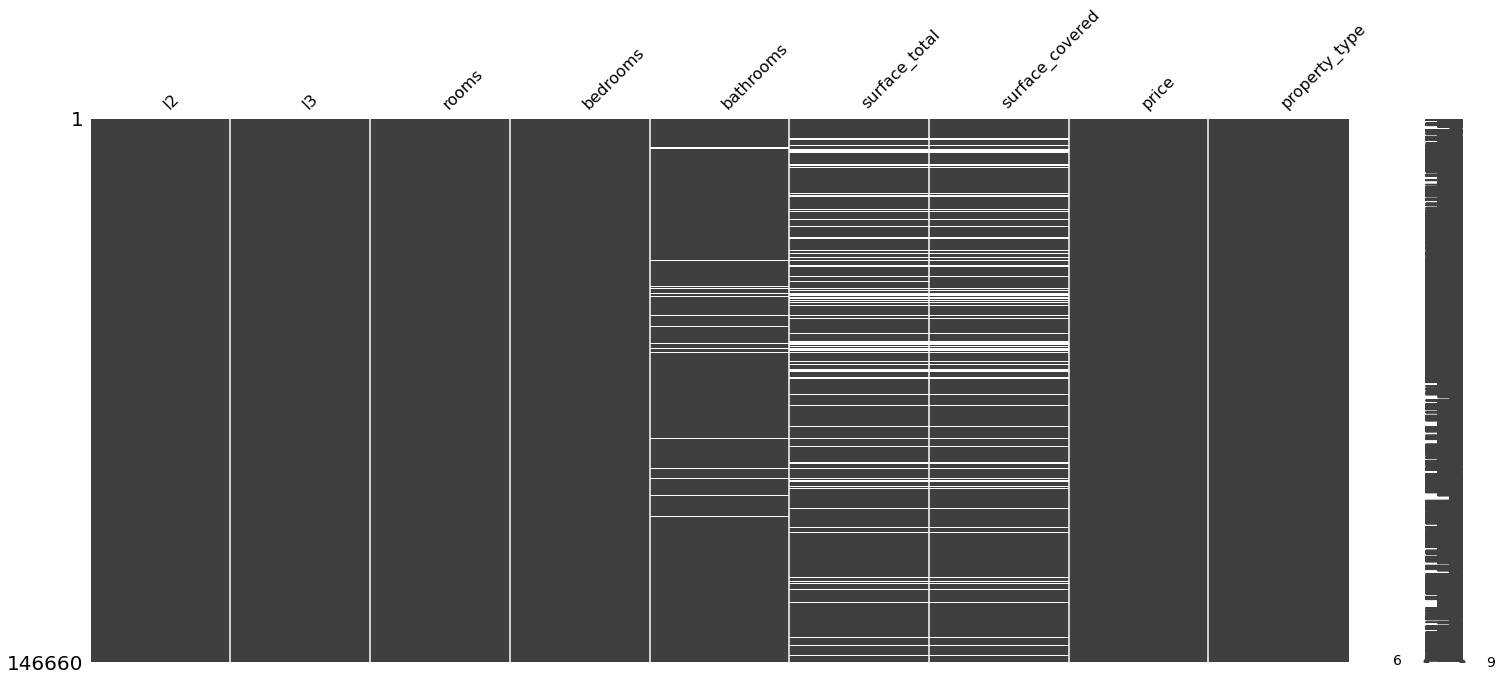 l2
l3
rooms
bedrooms
bathrooms
surface_total
surface_covered
price
property_type
1
146660
6
9